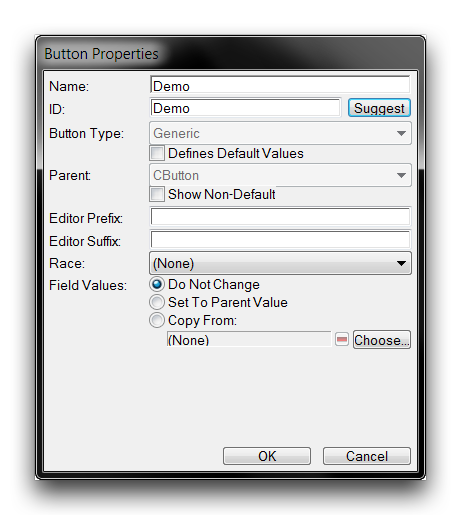 Button Properties
Name: Demo
ID: Demo Suggest
Button Type: Generic
Defines Default Values
Parent: CButton
Show Non-Default
Editor Prefix:
Editor Suffix:
Race: (None)
Field Values: Do Not Change
Set To Parent Value
Copy From:
(None) Choose...
OK Cancel